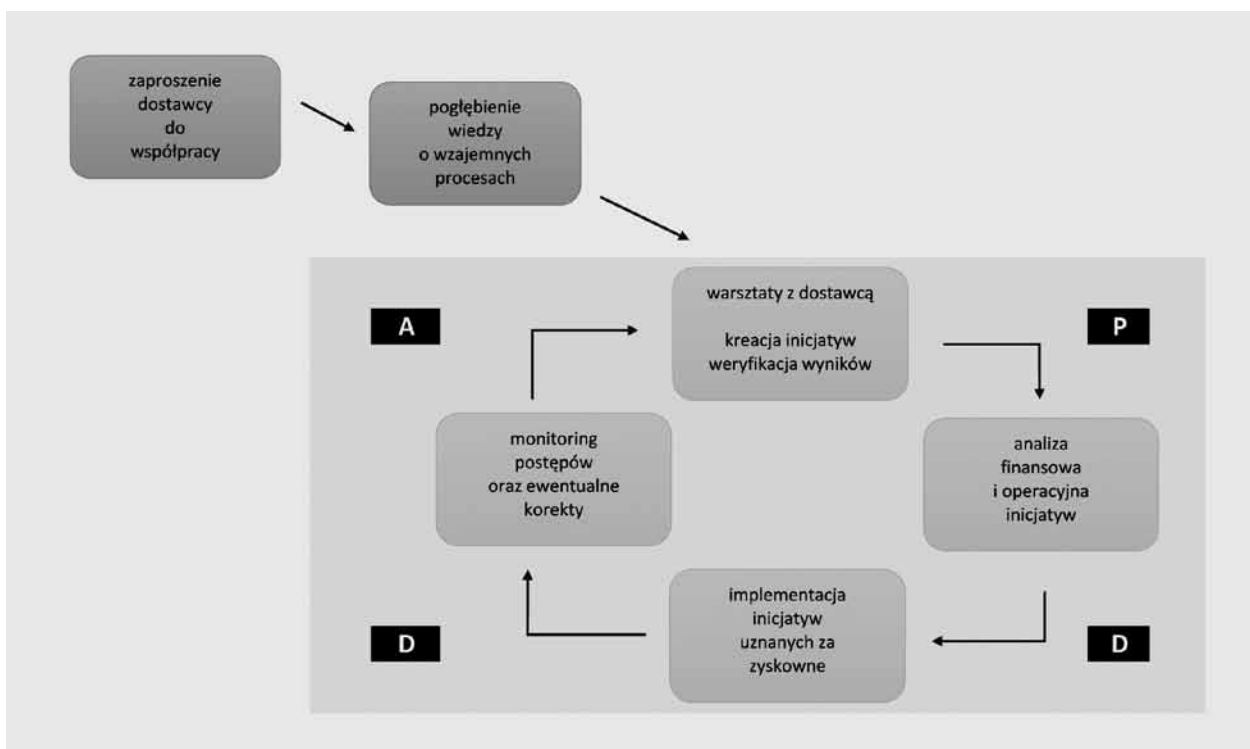 zaproszenie
dostawcy
do
współpracy
pogłębienie
wiedzy
o wzajemnych
procesach
A
warsztaty z dostawcą
kreacja inicjatyw
weryfikacja wyników
P
monitoring
postępów
oraz ewentualne
korekty
analiza
finansowa
i operacyjna
inicjatyw
D
implementacja
inicjatyw
uznanych za
zyskowne
D